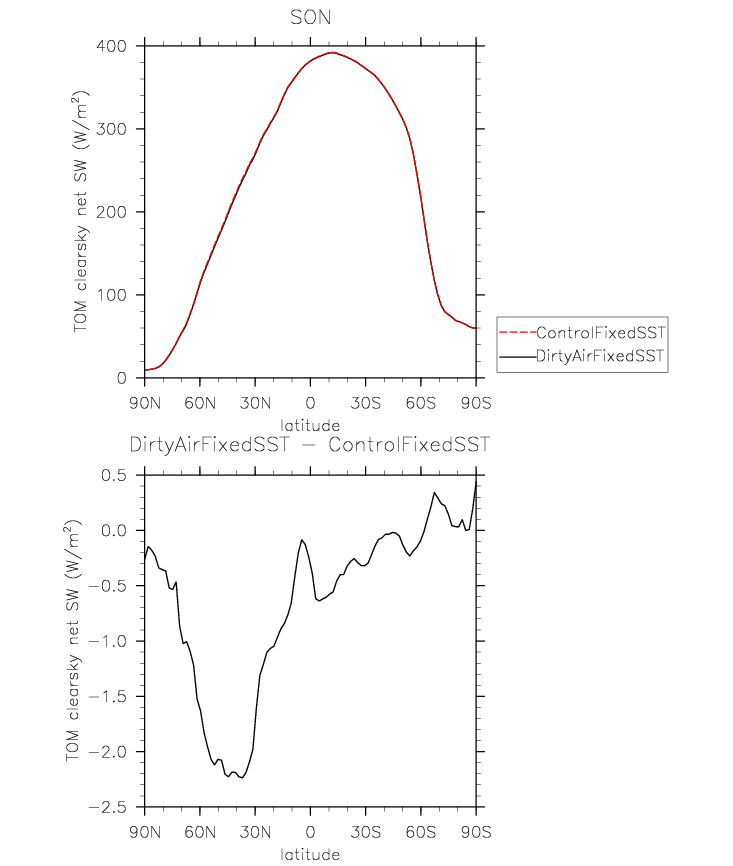 SON
TOM clearsky net SW (W/m²)
400
300
200
100
0
90N 60N 30N 0 30S 60S 90S
latitude
ControlFixedSST
DirtyAirFixedSST
DirtyAirFixedSST − ControlFixedSST
TOM clearsky net SW (W/m²)
0.5
0.0
−0.5
−1.0
−1.5
−2.0
−2.5
90N 60N 30N 0 30S 60S 90S
latitude